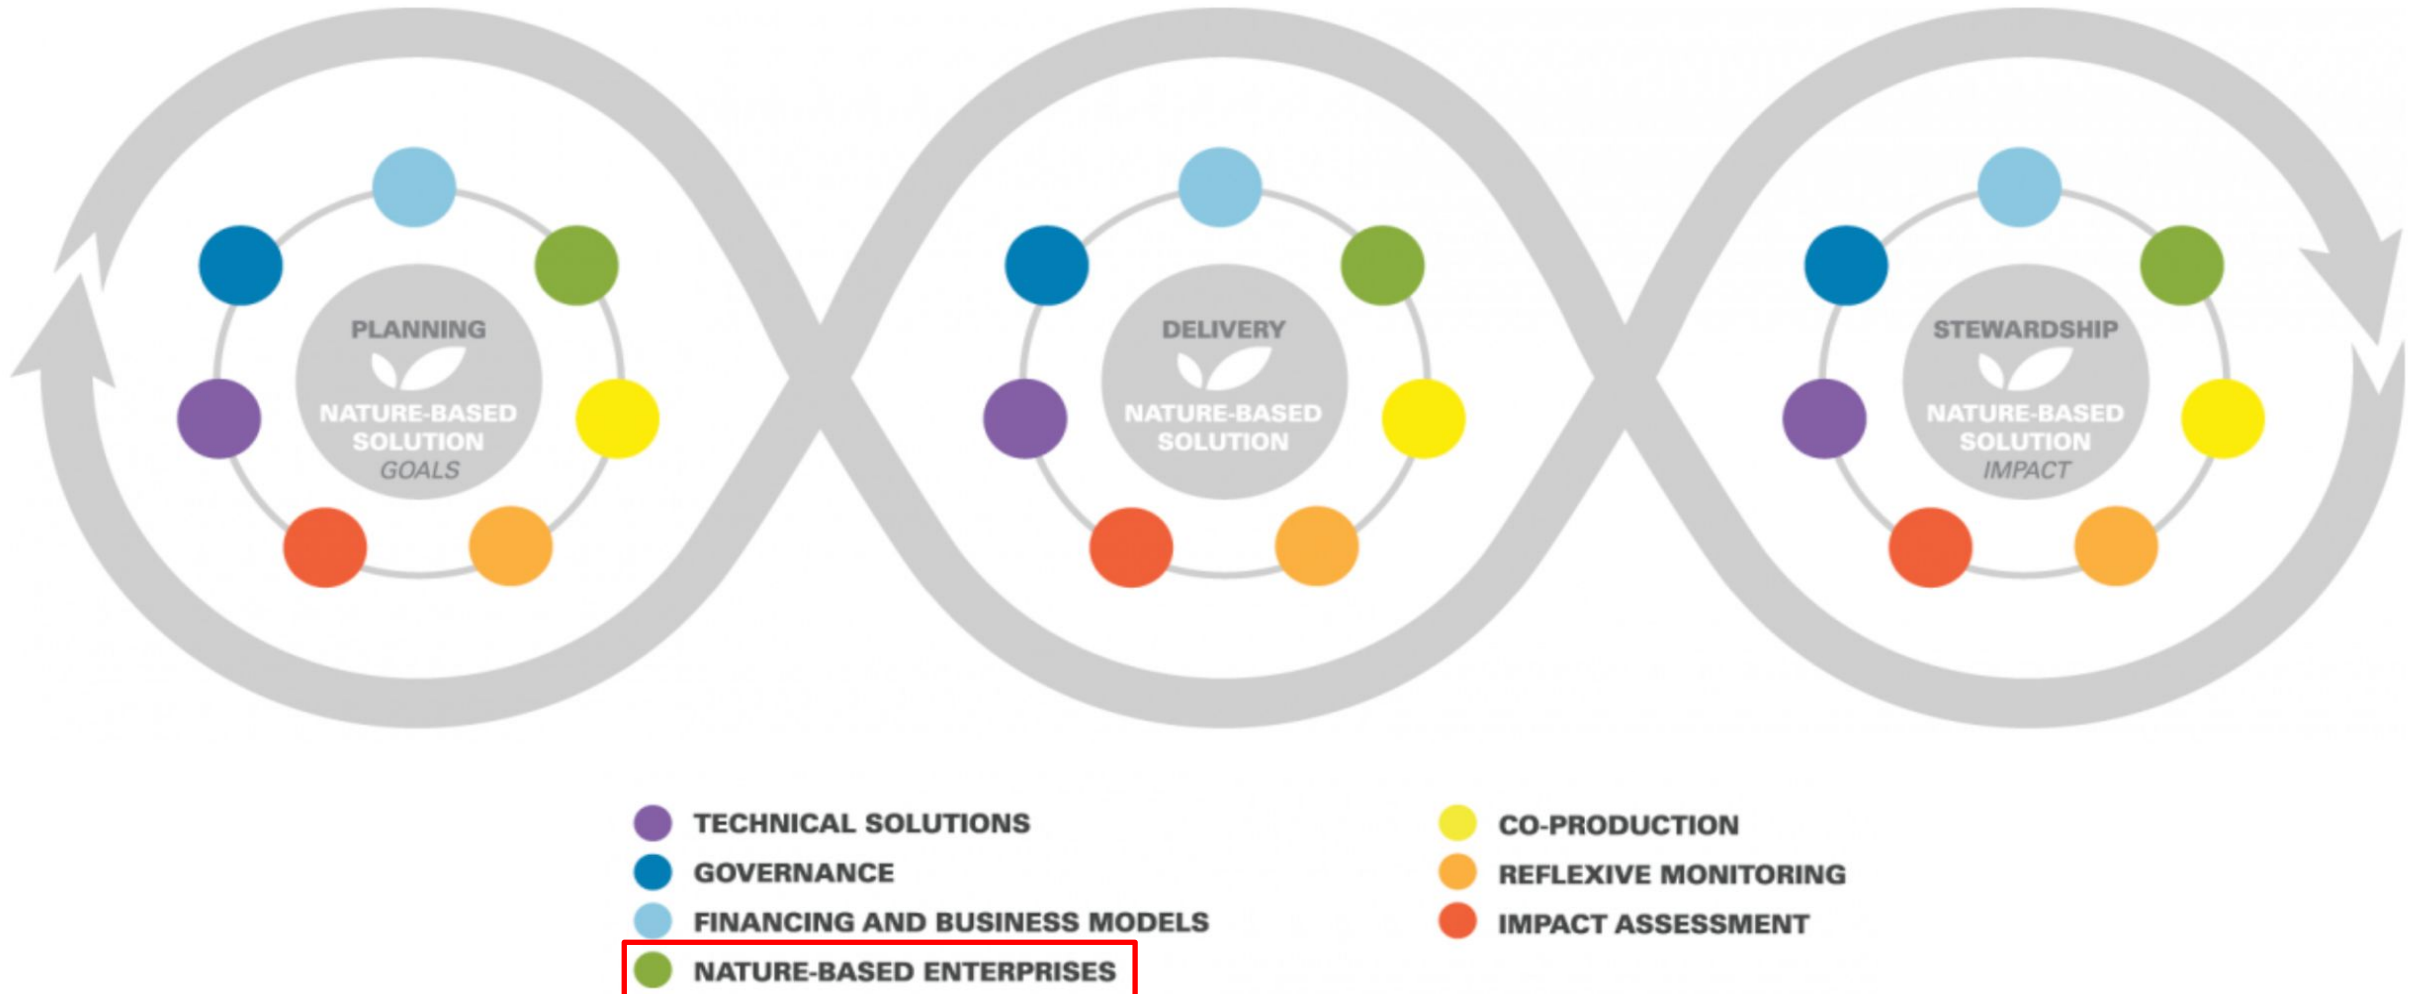 PLANNING
NATURE-BASED
SOLUTION
GOALS
DELIVERY
NATURE-BASED
SOLUTION
STEWARDSHIP
NATURE-BASED
SOLUTION
IMPACT
TECHNICAL SOLUTIONS
GOVERNANCE
FINANCING AND BUSINESS MODELS
NATURE-BASED ENTERPRISES
CO-PRODUCTION
REFLEXIVE MONITORING
IMPACT ASSESSMENT